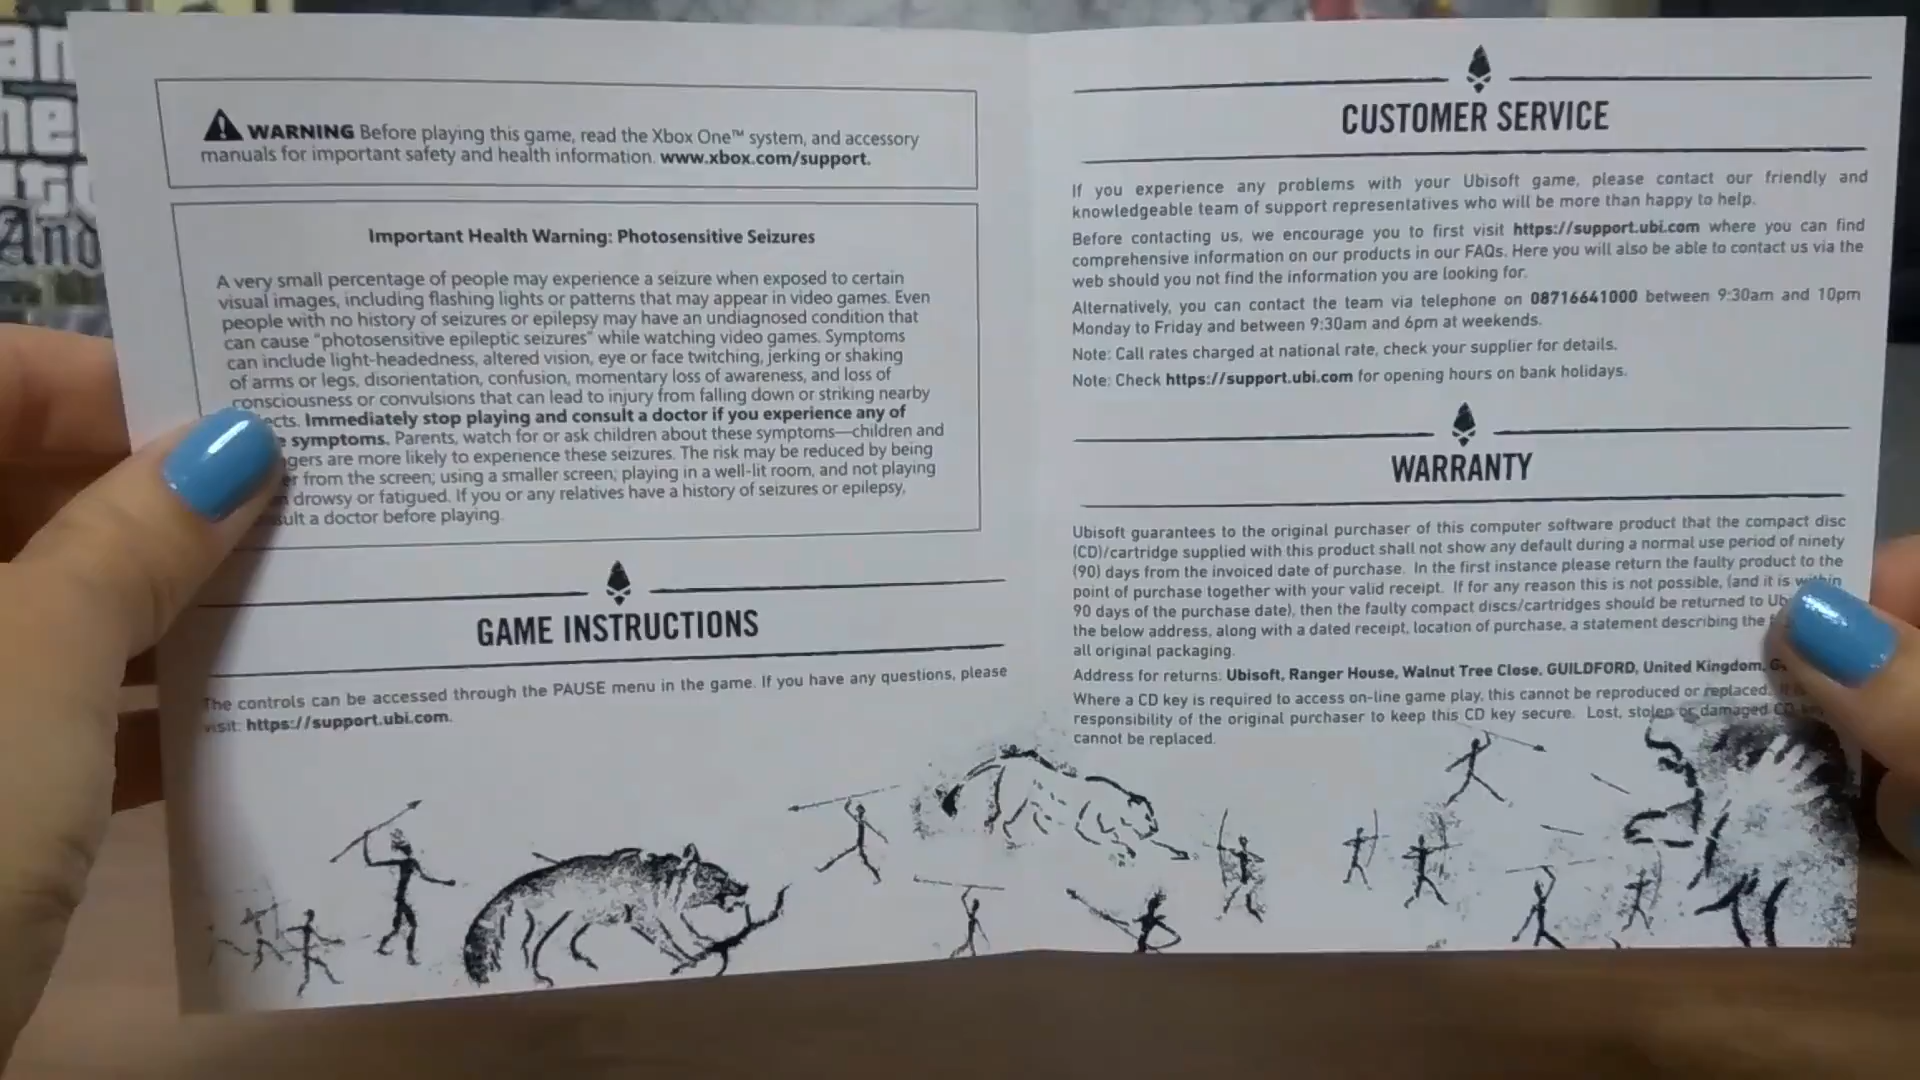 an
he
And
WARNING Before playing this game, read the Xbox One™ system, and accessory
manuals for important safety and health information. www.xbox.com/support.
Important Health Warning: Photosensitive Seizures
A very small percentage of people may experience a seizure when exposed to certain
visual images, including flashing lights or patterns that may appear in video games. Even
people with no history of seizures or epilepsy may have an undiagnosed condition that
can cause "photosensitive epileptic seizures" while watching video games. Symptoms
can include light-headedness, altered vision, eye or face twitching, jerking or shaking
of arms or legs, disorientation, confusion, momentary loss of awareness, and loss of
consciousness or convulsions that can lead to injury from falling down or striking nearby
ects. Immediately stop playing and consult a doctor if you experience any of
symptoms. Parents, watch for or ask children about these symptoms—children and
gers are more likely to experience these seizures. The risk may be reduced by being
er from the screen; using a smaller screen; playing in a well-lit room, and not playing
drowsy or fatigued. If you or any relatives have a history of seizures or epilepsy,
sult a doctor before playing.
GAME INSTRUCTIONS
The controls can be accessed through the PAUSE menu in the game. If you have any questions, please
visit: https://support.ubi.com.
CUSTOMER SERVICE
If you experience any problems with your Ubisoft game, please contact our friendly and
knowledgeable team of support representatives who will be more than happy to help.
Before contacting us, we encourage you to first visit https://support.ubi.com where you can find
comprehensive information on our products in our FAQs. Here you will also be able to contact us via the
web should you not find the information you are looking for.
Alternatively, you can contact the team via telephone on 08716641000 between 9:30am and 10pm
Monday to Friday and between 9:30am and 6pm at weekends.
Note: Call rates charged at national rate, check your supplier for details.
Note: Check https://support.ubi.com for opening hours on bank holidays.
WARRANTY
Ubisoft guarantees to the original purchaser of this computer software product that the compact disc
(CD)/cartridge supplied with this product shall not show any default during a normal use period of ninety
(90) days from the invoiced date of purchase. In the first instance please return the faulty product to the
point of purchase together with your valid receipt. If for any reason this is not possible, (and it is within
90 days of the purchase date), then the faulty compact discs/cartridges should be returned to Ub
the below address, along with a dated receipt, location of purchase, a statement describing the
all original packaging.
Address for returns: Ubisoft, Ranger House, Walnut Tree Close, GUILDFORD, United Kingdom, G
Where a CD key is required to access on-line game play, this cannot be reproduced or replaced.
responsibility of the original purchaser to keep this CD key secure. Lost, stolen or damaged CD
cannot be replaced.